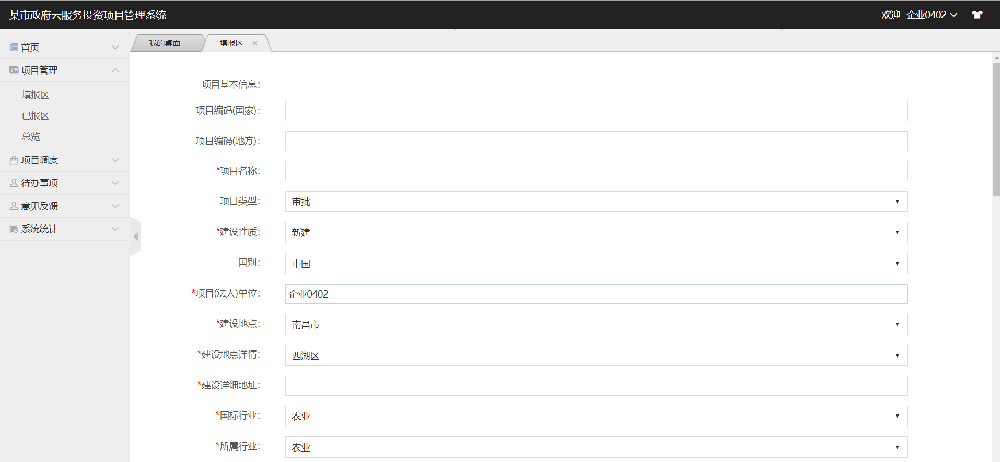 某市政府云服务投资项目管理系统
欢迎 企业0402
首页
项目管理
填报区
已报区
总览
项目调度
待办事项
意见反馈
系统统计
我的桌面
填报区
项目基本信息:
项目编码(国家):
项目编码(地方):
*项目名称:
项目类型: 审批
*建设性质: 新建
国别: 中国
*项目(法人)单位: 企业0402
*建设地点: 南昌市
*建设地点详情: 西湖区
*建设详细地址:
*国标行业: 农业
*所属行业: 农业